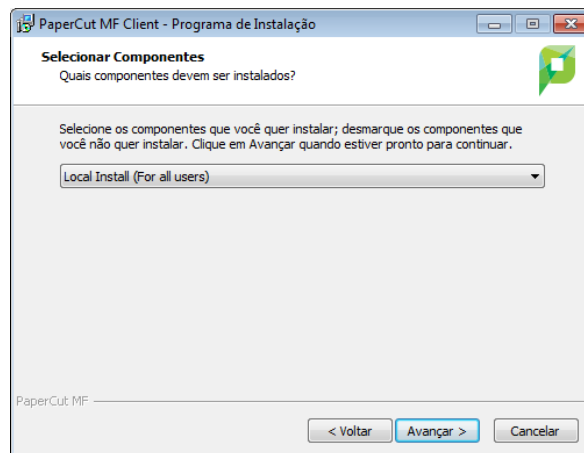 PaperCut MF Client - Programa de Instalação
Selecionar Componentes
Quais componentes devem ser instalados?
Selecione os componentes que você quer instalar; desmarque os componentes que
você não quer instalar. Clique em Avançar quando estiver pronto para continuar.
Local Install (For all users)
PaperCut MF
< Voltar
Avançar >
Cancelar